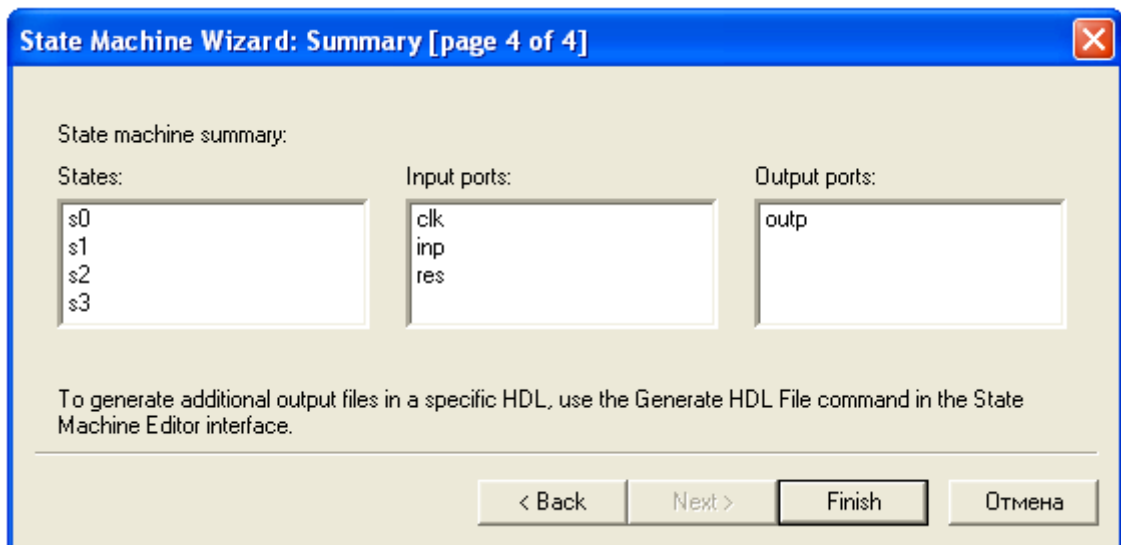 State Machine Wizard: Summary [page 4 of 4]
State machine summary:
States:
Input ports:
Output ports:
s0
s1
s2
s3
clk
inp
res
outp
To generate additional output files in a specific HDL, use the Generate HDL File command in the State
Machine Editor interface.
< Back
Next >
Finish
Отмена